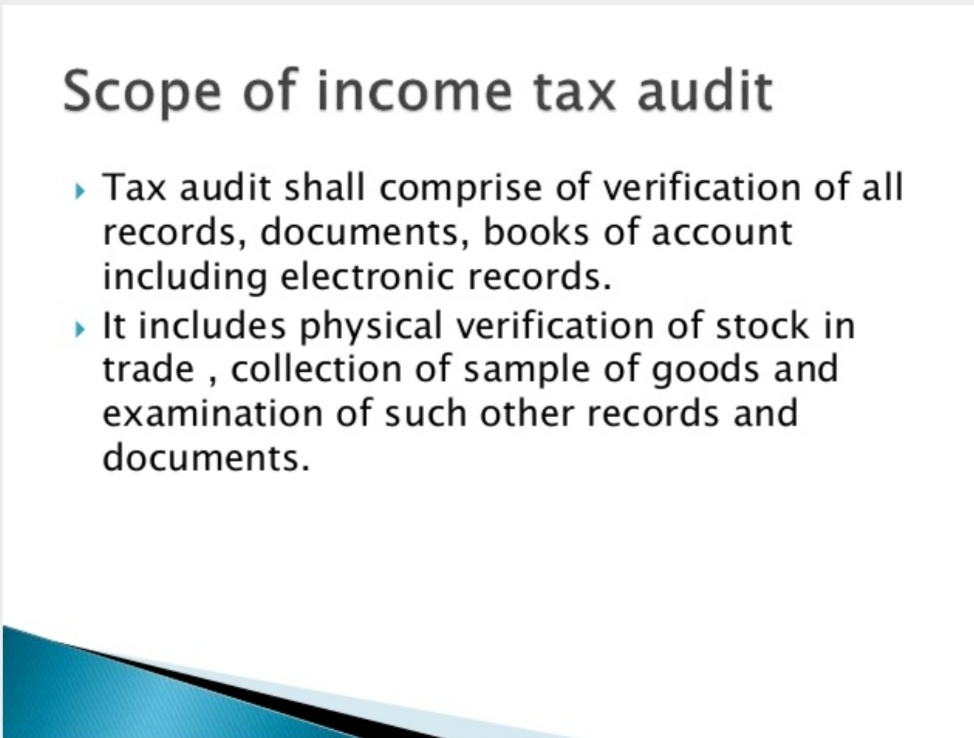 Scope of income tax audit
Tax audit shall comprise of verification of all
records, documents, books of account
including electronic records.
It includes physical verification of stock in
trade , collection of sample of goods and
examination of such other records and
documents.